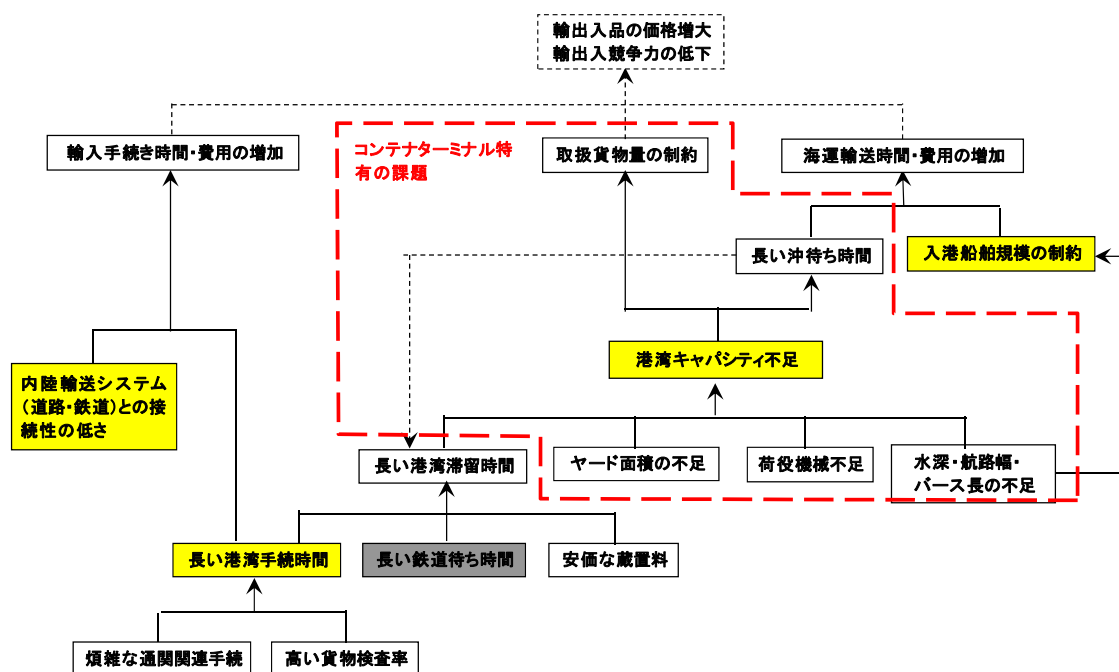 輸出入品の価格増大
輸出入競争力の低下
輸入手続き時間・費用の増加
コンテナターミナル特
有の課題
取扱貨物量の制約
海運輸送時間・費用の増加
長い沖待ち時間
入港船舶規模の制約
港湾キャパシティ不足
内陸輸送システム
（道路・鉄道）との接
続性の低さ
長い港湾滞留時間
ヤード面積の不足
荷役機械不足
水深・航路幅・
バース長の不足
長い港湾手続時間
長い鉄道待ち時間
安価な蔵置料
煩雑な通関関連手続
高い貨物検査率